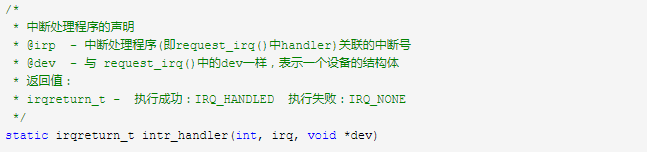 /*
 * 中断处理程序的声明
 * @irp  - 中断处理程序(即request_irq()中handler)关联的中断号
 * @dev  - 与 request_irq()中的dev一样，表示一个设备的结构体
 * 返回值：
 * irqreturn_t -  执行成功：IRQ_HANDLED  执行失败：IRQ_NONE
 */
static irqreturn_t intr_handler(int, irq, void *dev)